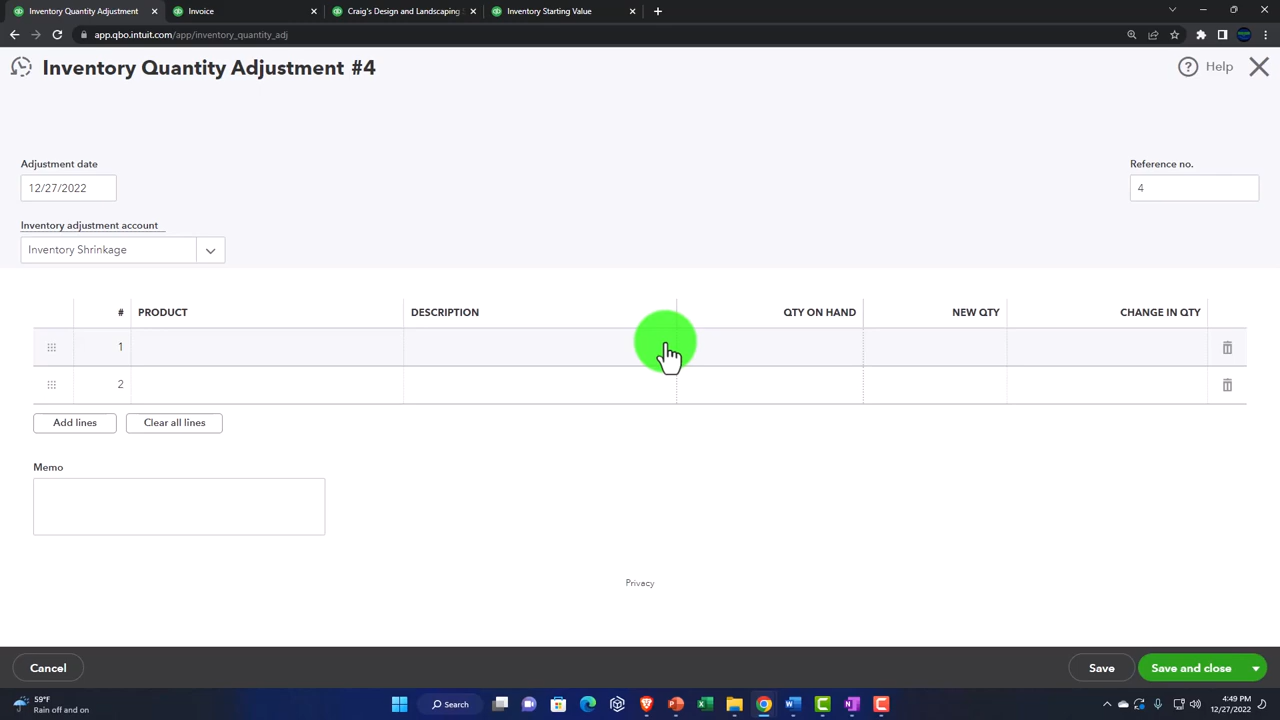 Inventory Quantity Adjustment
Invoice
Craig's Design and Landscaping
Inventory Starting Value
app.qbo.intuit.com/app/inventory_quantity_adj
Inventory Quantity Adjustment #4
Help
Adjustment date
Reference no.
12/27/2022
4
Inventory adjustment account
Inventory Shrinkage
# PRODUCT DESCRIPTION QTY ON HAND NEW QTY CHANGE IN QTY
1
2
Add lines Clear all lines
Memo
Privacy
Cancel Save Save and close
59°F
Rain off and on
Search
4:49 PM
12/27/2022